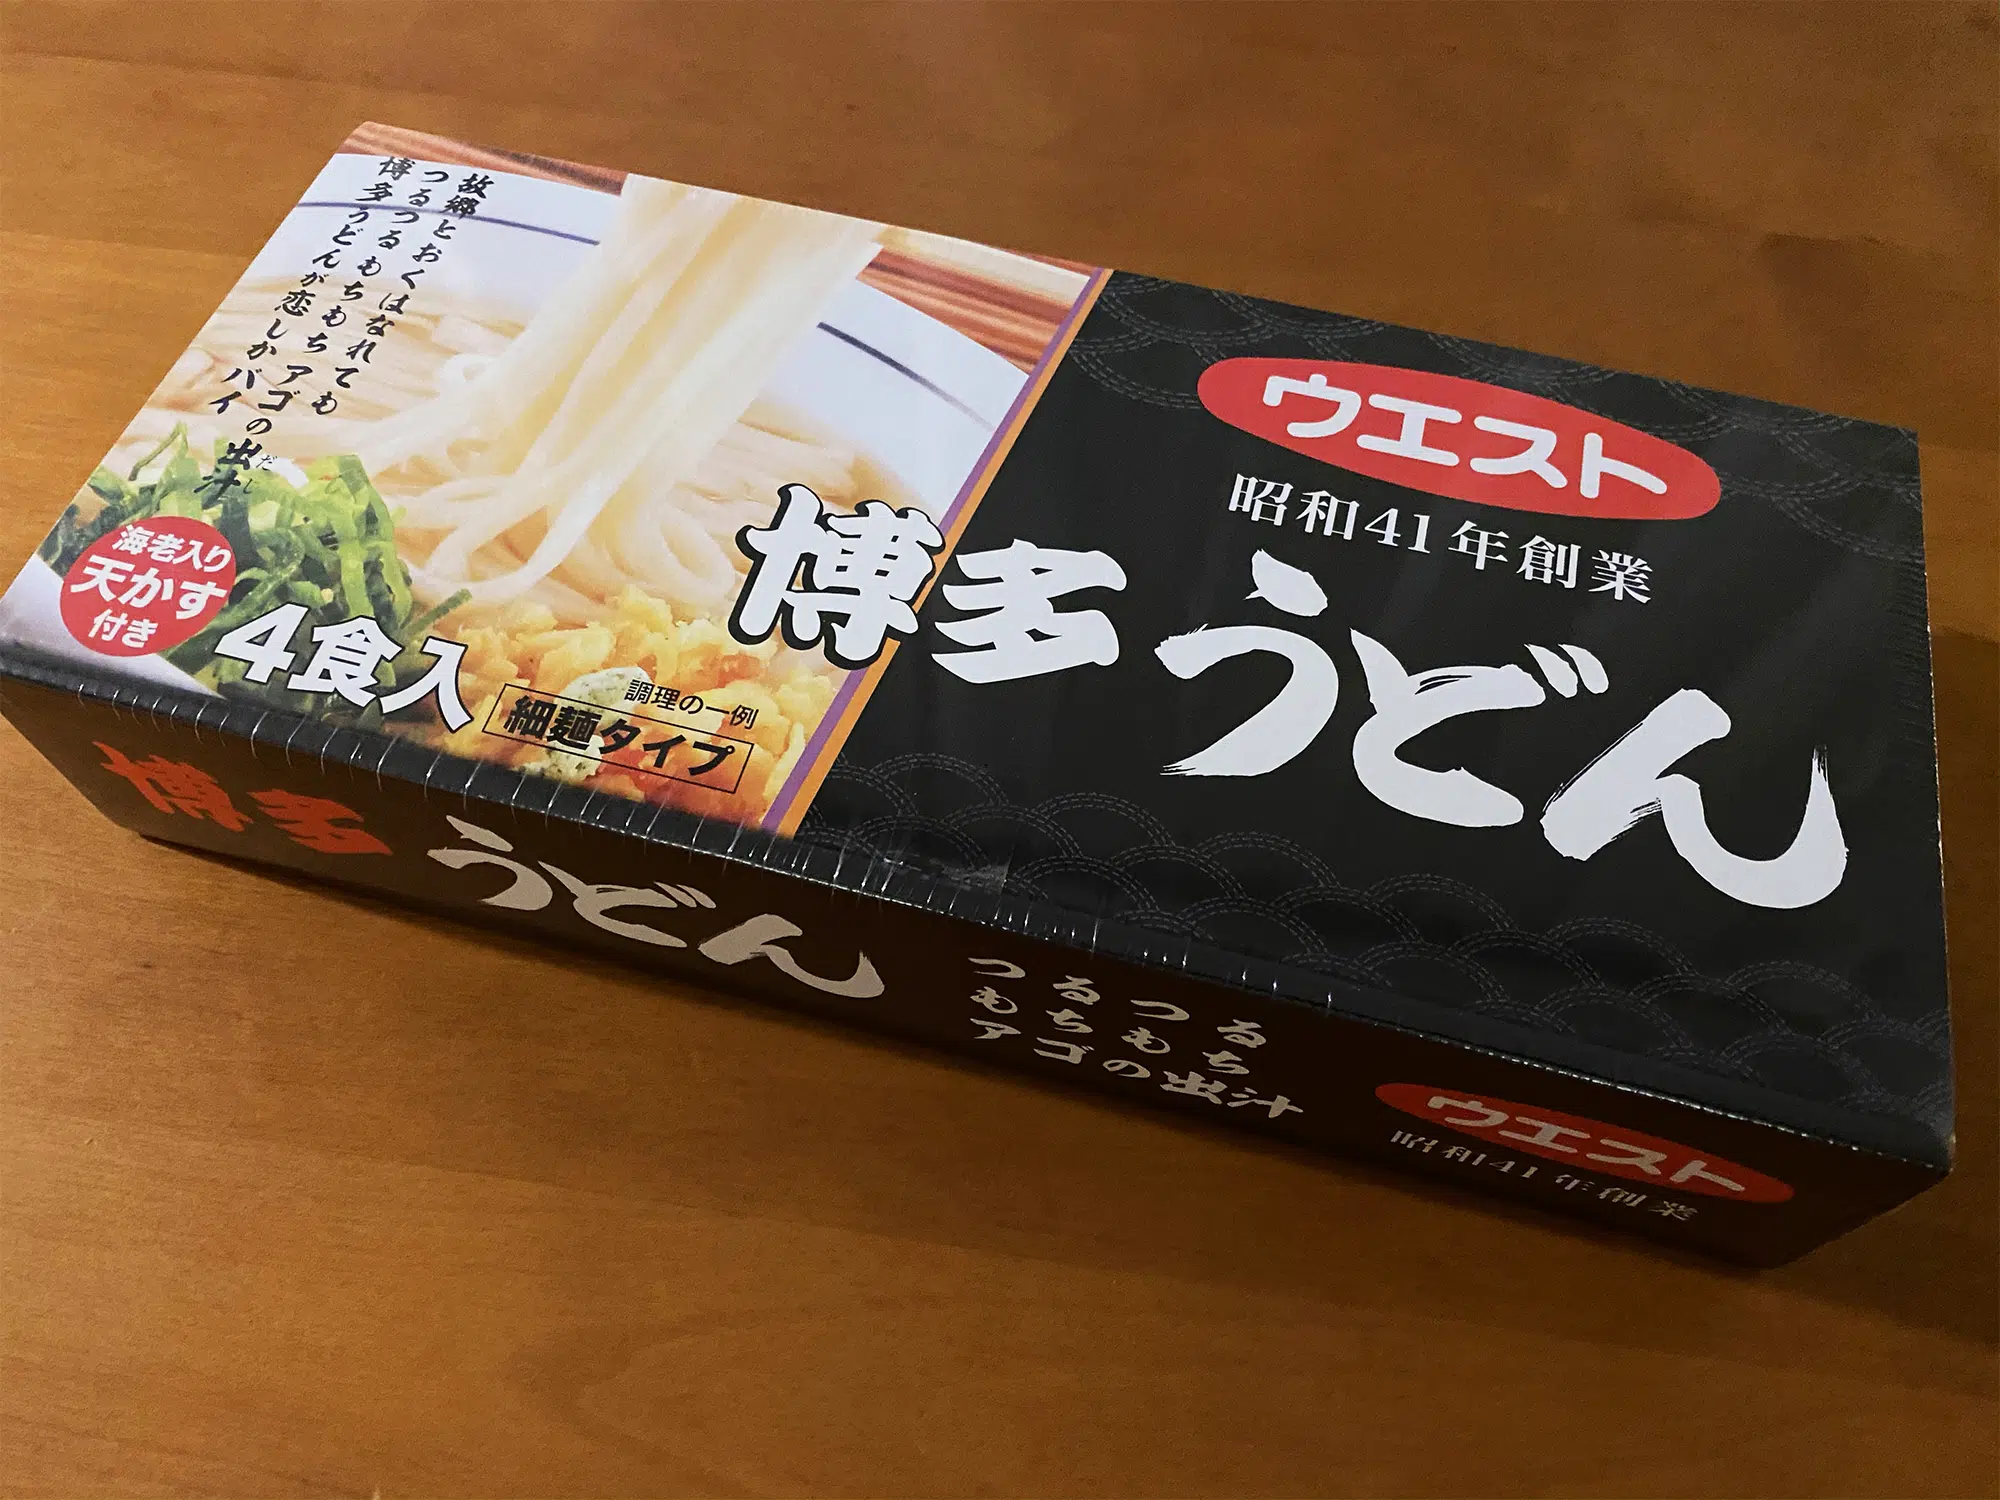 故郷とおくはなれても
つるつるもちもちアゴの出汁
だし
博多うどんが恋しかバイ
海老入り
天かす
付き
4食入
調理の一例
細麺タイプ
ウエスト
昭和41年創業
博多うどん
博多うどん
つるつる
もちもち
アゴの出汁
ウエスト
昭和41年創業